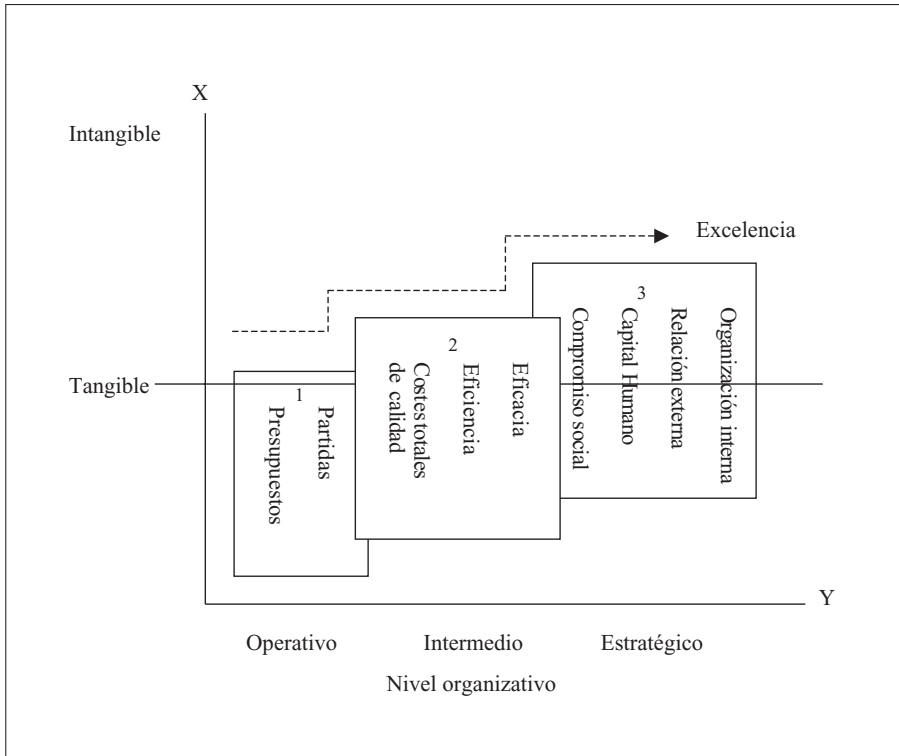 X
Intangible
Excelencia
Tangible
1
Partidas
Presupuestos
2
Eficacia
Eficiencia
Costes totales
de calidad
3
Organización interna
Relación externa
Capital Humano
Compromiso social
Y
Operativo
Intermedio
Estratégico
Nivel organizativo